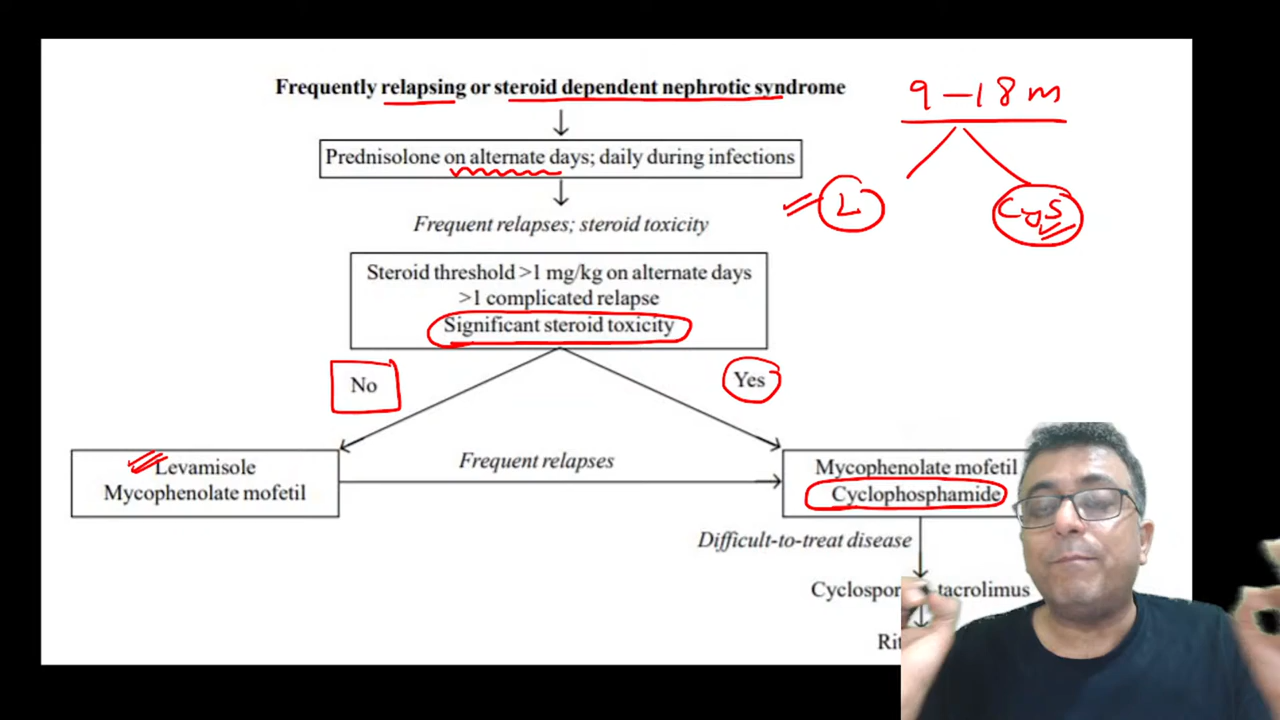 Frequently relapsing or steroid dependent nephrotic syndrome
9 – 18 m
Prednisolone on alternate days; daily during infections
L
CyS
Frequent relapses; steroid toxicity
Steroid threshold >1 mg/kg on alternate days
>1 complicated relapse
Significant steroid toxicity
No
Yes
Levamisole
Mycophenolate mofetil
Frequent relapses
Mycophenolate mofetil
Cyclophosphamide
Difficult-to-treat disease
tacrolimus